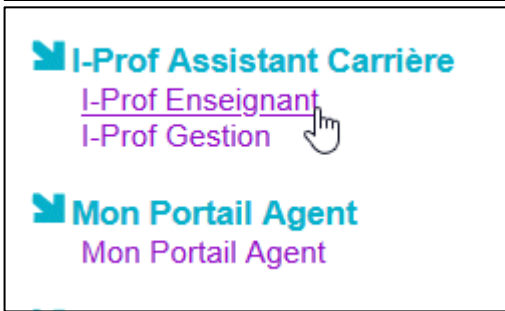 I-Prof Assistant Carrière
I-Prof Enseignant
I-Prof Gestion
Mon Portail Agent
Mon Portail Agent